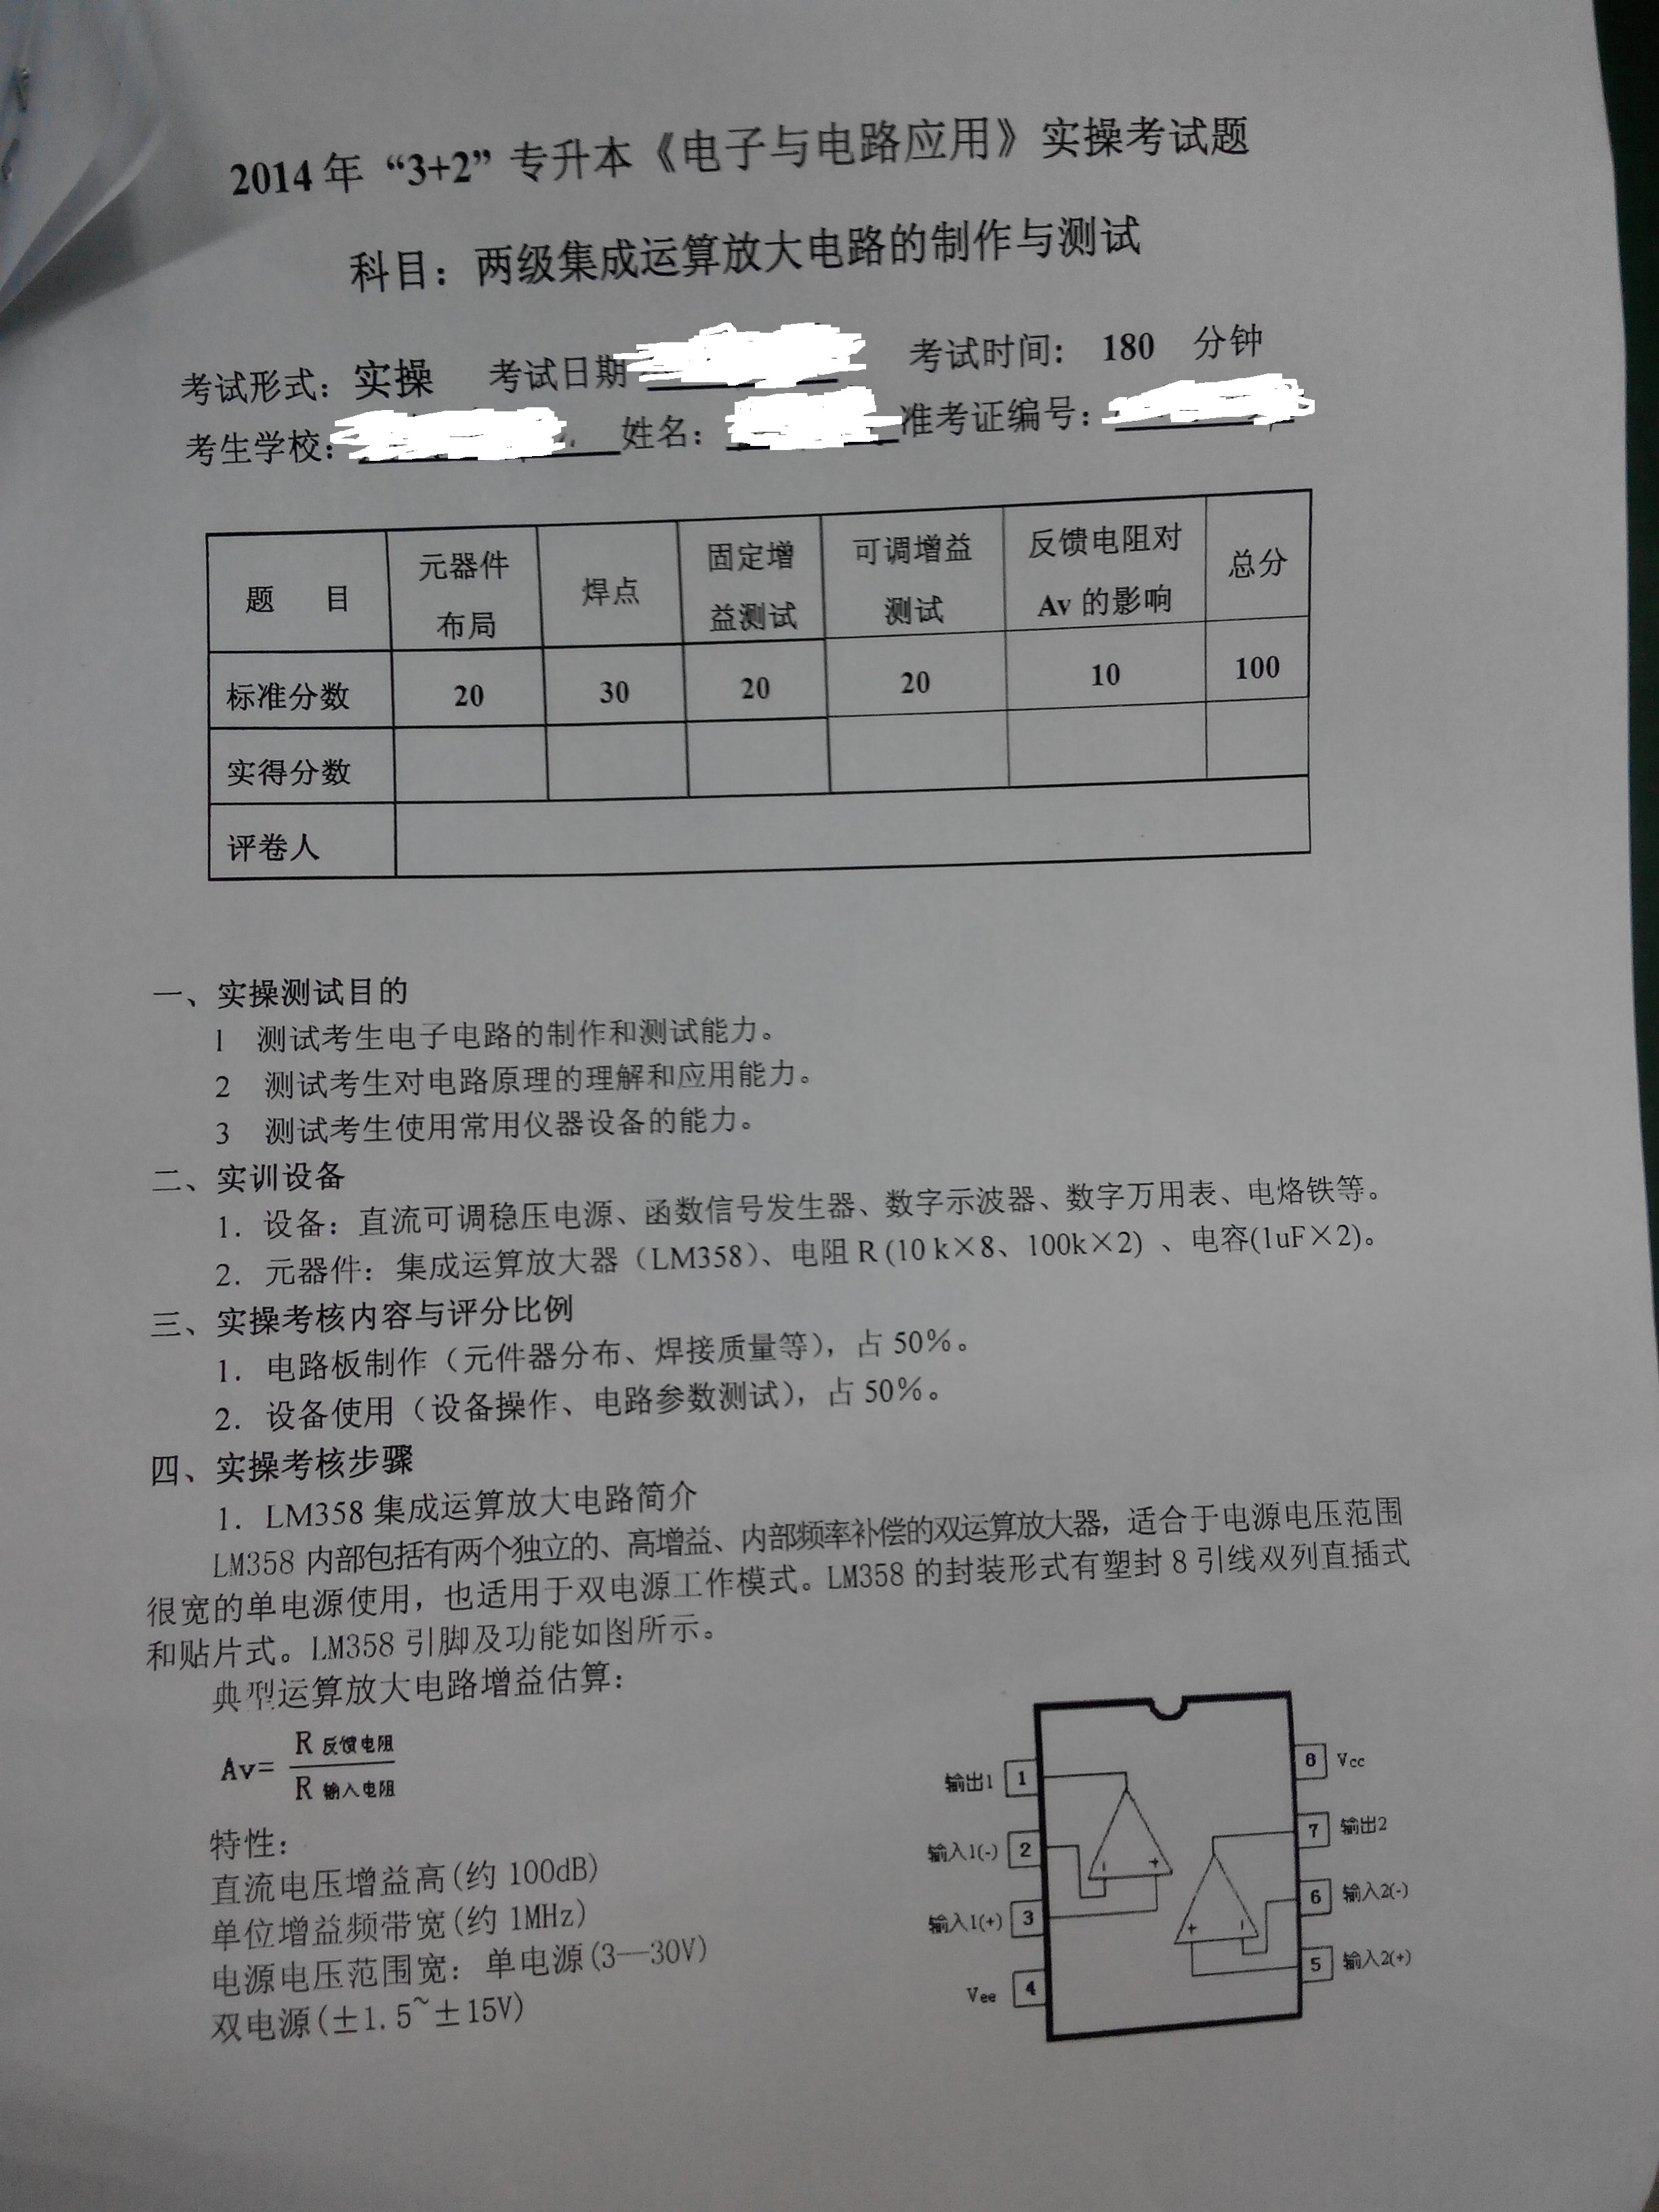 2014年“3+2”专升本《电子与电路应用》实操考试题
科目：两级集成运算放大电路的制作与测试
考试形式：实操 考试日期 考试时间: 180 分钟
考生学校: 姓名: 准考证编号:
题 目 元器件布局 焊点 固定增益测试 可调增益测试 反馈电阻对Av的影响 总分
标准分数 20 30 20 20 10 100
实得分数
评卷人
一、实操测试目的
1 测试考生电子电路的制作和测试能力。
2 测试考生对电路原理的理解和应用能力。
3 测试考生使用常用仪器设备的能力。
二、实训设备
1. 设备：直流可调稳压电源、函数信号发生器、数字示波器、数字万用表、电烙铁等。
2. 元器件：集成运算放大器（LM358）、电阻 R (10 k×8、100k×2) 、电容(1uF×2)。
三、实操考核内容与评分比例
1. 电路板制作（元件器分布、焊接质量等），占 50%。
2. 设备使用（设备操作、电路参数测试），占 50%。
四、实操考核步骤
1. LM358 集成运算放大电路简介
LM358 内部包括有两个独立的、高增益、内部频率补偿的双运算放大器，适合于电源电压范围
很宽的单电源使用，也适用于双电源工作模式。LM358 的封装形式有塑封 8 引线双列直插式
和贴片式。LM358 引脚及功能如图所示。
典型运算放大电路增益估算：
Av= R 反馈电阻
R 输入电阻
特性：
直流电压增益高(约 100dB)
单位增益频带宽(约 1MHz)
电源电压范围宽：单电源(3—30V)
双电源(±1.5~±15V)
输出1 1
输入1(-) 2
输入1(+) 3
Vee 4
8 Vcc
7 输出2
6 输入2(-)
5 输入2(+)
- +
+ -